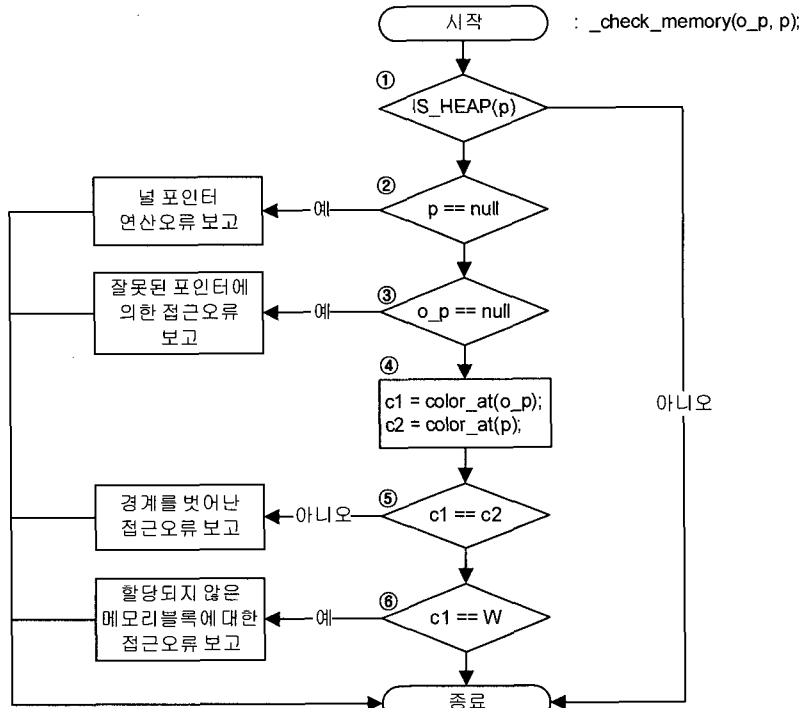 시작
: _check_memory(o_p, p);
①
IS_HEAP(p)
②
p == null
예
널 포인터
연산오류 보고
③
o_p == null
예
잘못된 포인터에
의한 접근오류
보고
④
c1 = color_at(o_p);
c2 = color_at(p);
아니오
⑤
c1 == c2
아니오
경계를 벗어난
접근오류 보고
⑥
c1 == W
예
할당되지 않은
메모리블록에 대한
접근오류 보고
종료